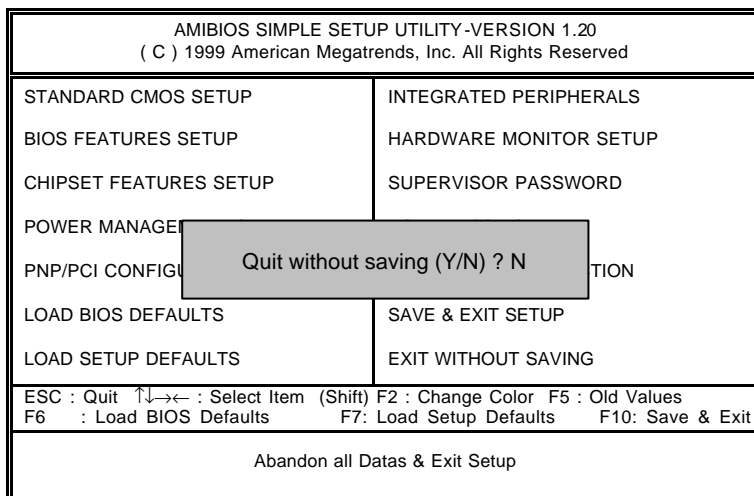 AMIBIOS SIMPLE SETUP UTILITY-VERSION 1.20
( C ) 1999 American Megatrends, Inc. All Rights Reserved
STANDARD CMOS SETUP
INTEGRATED PERIPHERALS
BIOS FEATURES SETUP
HARDWARE MONITOR SETUP
CHIPSET FEATURES SETUP
SUPERVISOR PASSWORD
POWER
Quit without saving (Y/N) ? N
PNP/PCI
LOAD BIOS DEFAULTS
SAVE & EXIT SETUP
LOAD SETUP DEFAULTS
EXIT WITHOUT SAVING
ESC : Quit ↑↓→← : Select Item (Shift) F2 : Change Color F5 : Old Values
F6 : Load BIOS Defaults F7: Load Setup Defaults F10: Save & Exit
Abandon all Datas & Exit Setup